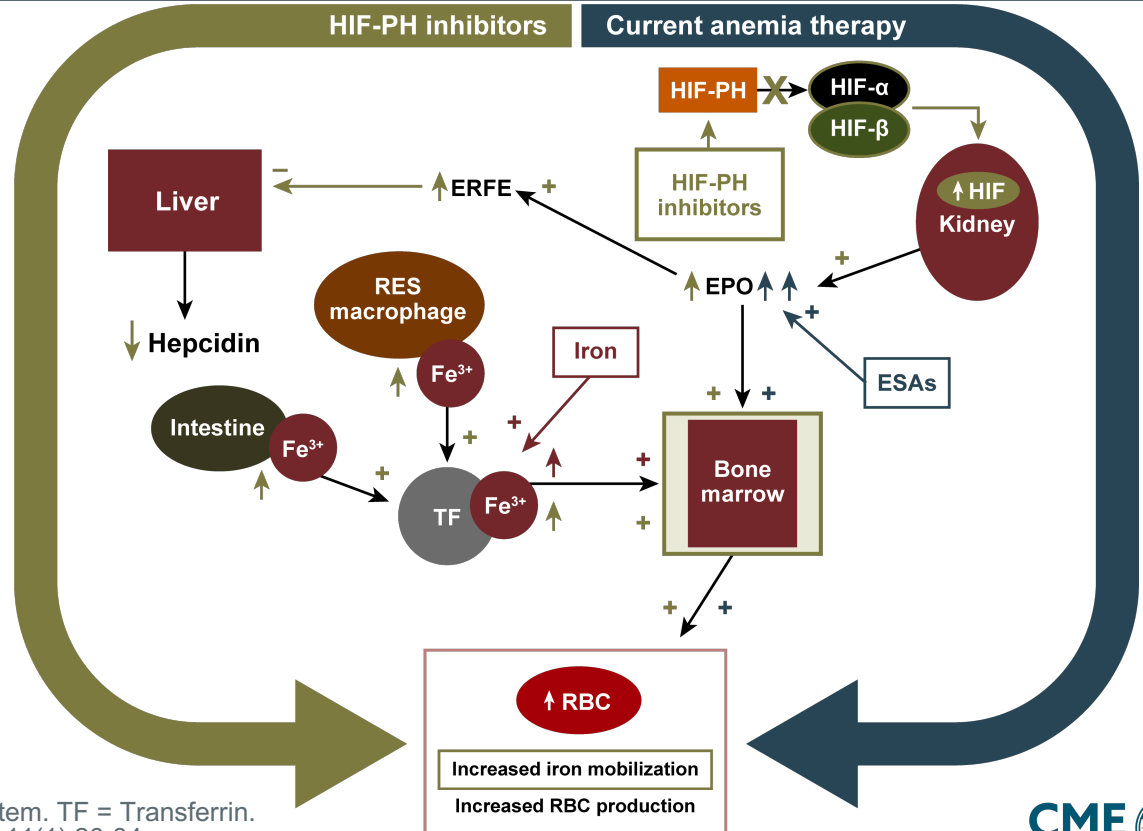 HIF-PH inhibitors
Current anemia therapy
HIF-PH
X
HIF-α
HIF-β
HIF-PH
inhibitors
HIF
Kidney
Liver
−
ERFE
+
+
EPO
+
ESAs
RES
macrophage
Fe³⁺
Hepcidin
Iron
Intestine
Fe³⁺
+
+
+
+
+
TF
Fe³⁺
+
+
Bone
marrow
+
+
RBC
Increased iron mobilization
Increased RBC production
tem. TF = Transferrin.
CME